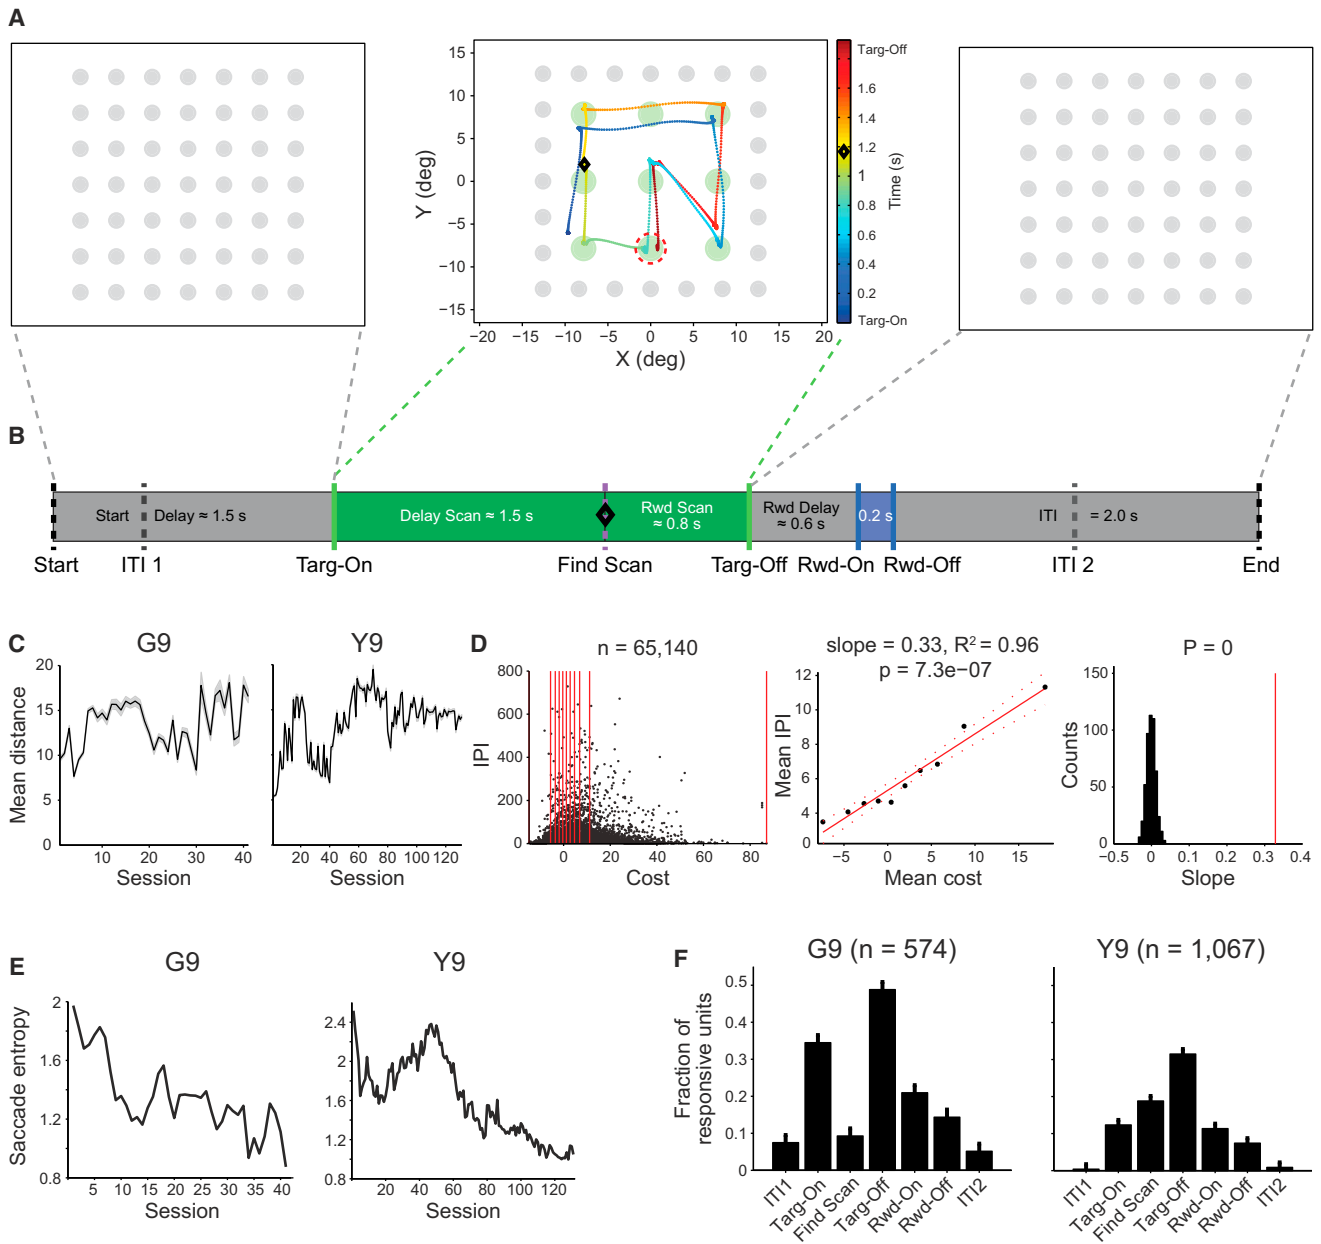 A
15
10
5
0
−5
−10
−15
Y (deg)
−20 −15 −10 −5 0 5 10 15 20
X (deg)
Targ-Off
1.6
1.4
1.2
1
0.8
0.6
0.4
0.2
Targ-On
Time (s)
B
Start Delay ≈ 1.5 s
Delay Scan ≈ 1.5 s
Rwd Scan
≈ 0.8 s
Rwd Delay
≈ 0.6 s
0.2 s
ITI = 2.0 s
Start ITI 1 Targ-On Find Scan Targ-Off Rwd-On Rwd-Off ITI 2 End
C
G9
Y9
Mean distance
20
15
10
5
0
10 20 30 40
Session
20 40 60 80 100 120
Session
D
n = 65,140
IPI
800
600
400
200
0
0 20 40 60 80
Cost
slope = 0.33, R² = 0.96
p = 7.3e−07
Mean IPI
12
10
8
6
4
−5 0 5 10 15
Mean cost
P = 0
Counts
150
100
50
0
−0.5 0 0.1 0.2 0.3 0.4
Slope
E
G9
Y9
Saccade entropy
2
1.6
1.2
0.8
5 10 15 20 25 30 35 40
Session
2.4
2
1.6
1.2
0.8
20 40 60 80 100 120
Session
F
G9 (n = 574)
Y9 (n = 1,067)
Fraction of
responsive units
0.5
0.4
0.3
0.2
0.1
0
ITI1
Targ-On
Find Scan
Targ-Off
Rwd-On
Rwd-Off
ITI2
ITI1
Targ-On
Find Scan
Targ-Off
Rwd-On
Rwd-Off
ITI2